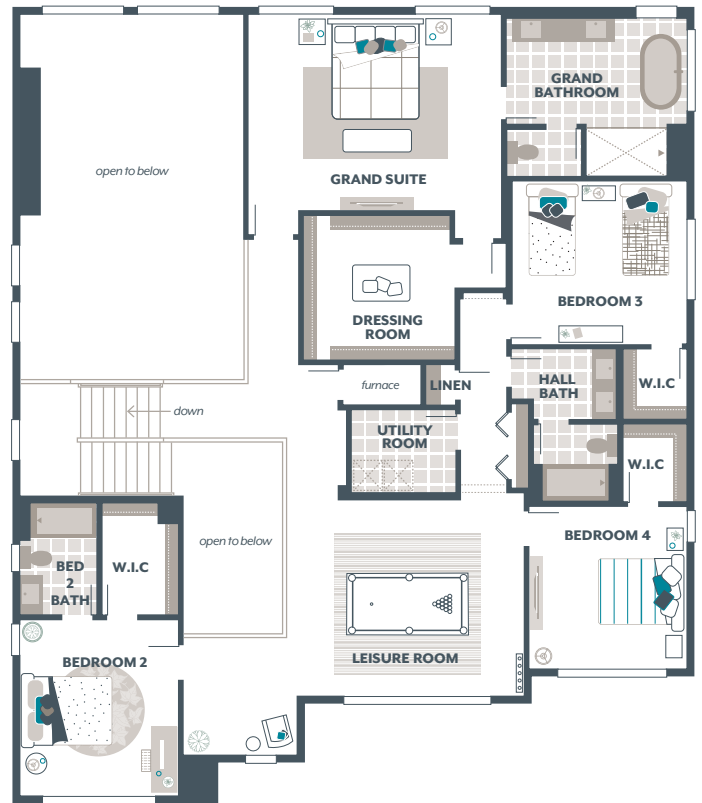 GRAND
BATHROOM
open to below
GRAND SUITE
BEDROOM 3
DRESSING
ROOM
furnace
LINEN
HALL
BATH
W.I.C
down
UTILITY
ROOM
W.I.C
open to below
BEDROOM 4
BED
2
BATH
W.I.C
BEDROOM 2
LEISURE ROOM